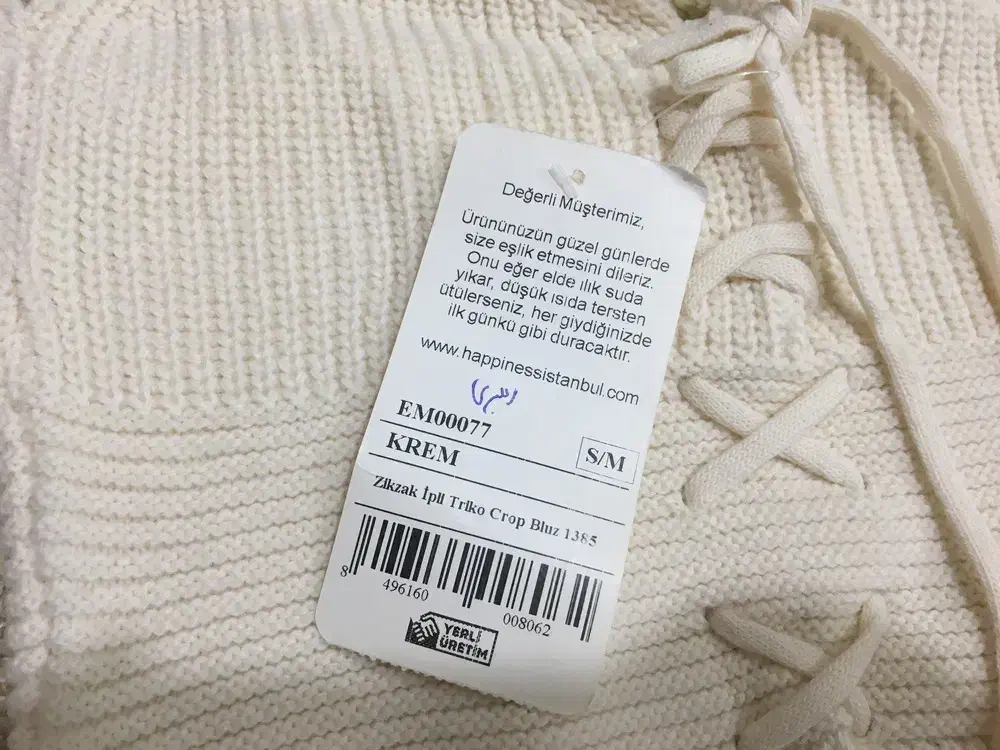 Değerli Müşterimiz,
Ürününüzün güzel günlerde
size eşlik etmesini dileriz.
Onu eğer elde ılık suda
yıkar, düşük ısıda tersten
ütülerseniz, her giydiğinizde
ilk günkü gibi duracaktır.
www.happinessistanbul.com
EM00077
KREM
S/M
Zikzak İpli Triko Crop Bluz 1385
8 496160 008062
YERLİ
ÜRETİM